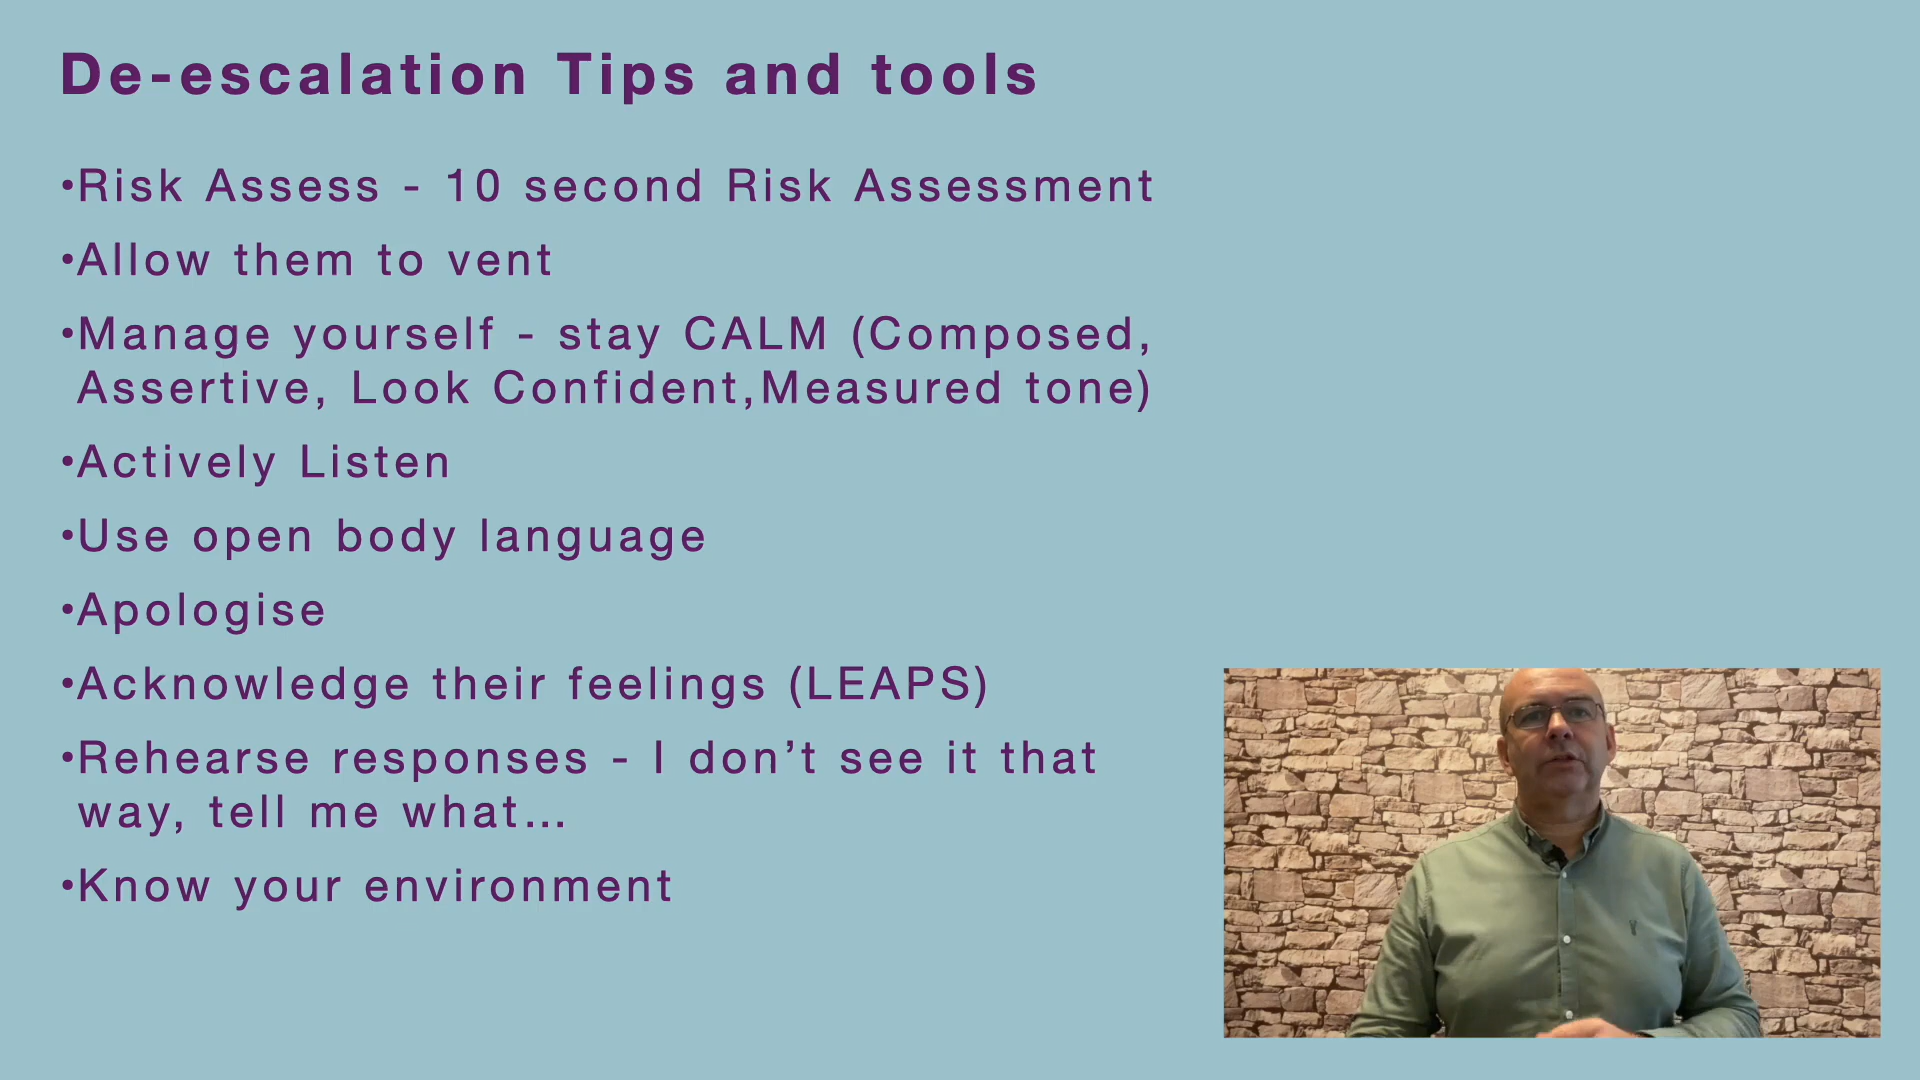 De-escalation Tips and tools
•Risk Assess - 10 second Risk Assessment
•Allow them to vent
•Manage yourself - stay CALM (Composed,
Assertive, Look Confident,Measured tone)
•Actively Listen
•Use open body language
•Apologise
•Acknowledge their feelings (LEAPS)
•Rehearse responses - I don’t see it that
way, tell me what…
•Know your environment